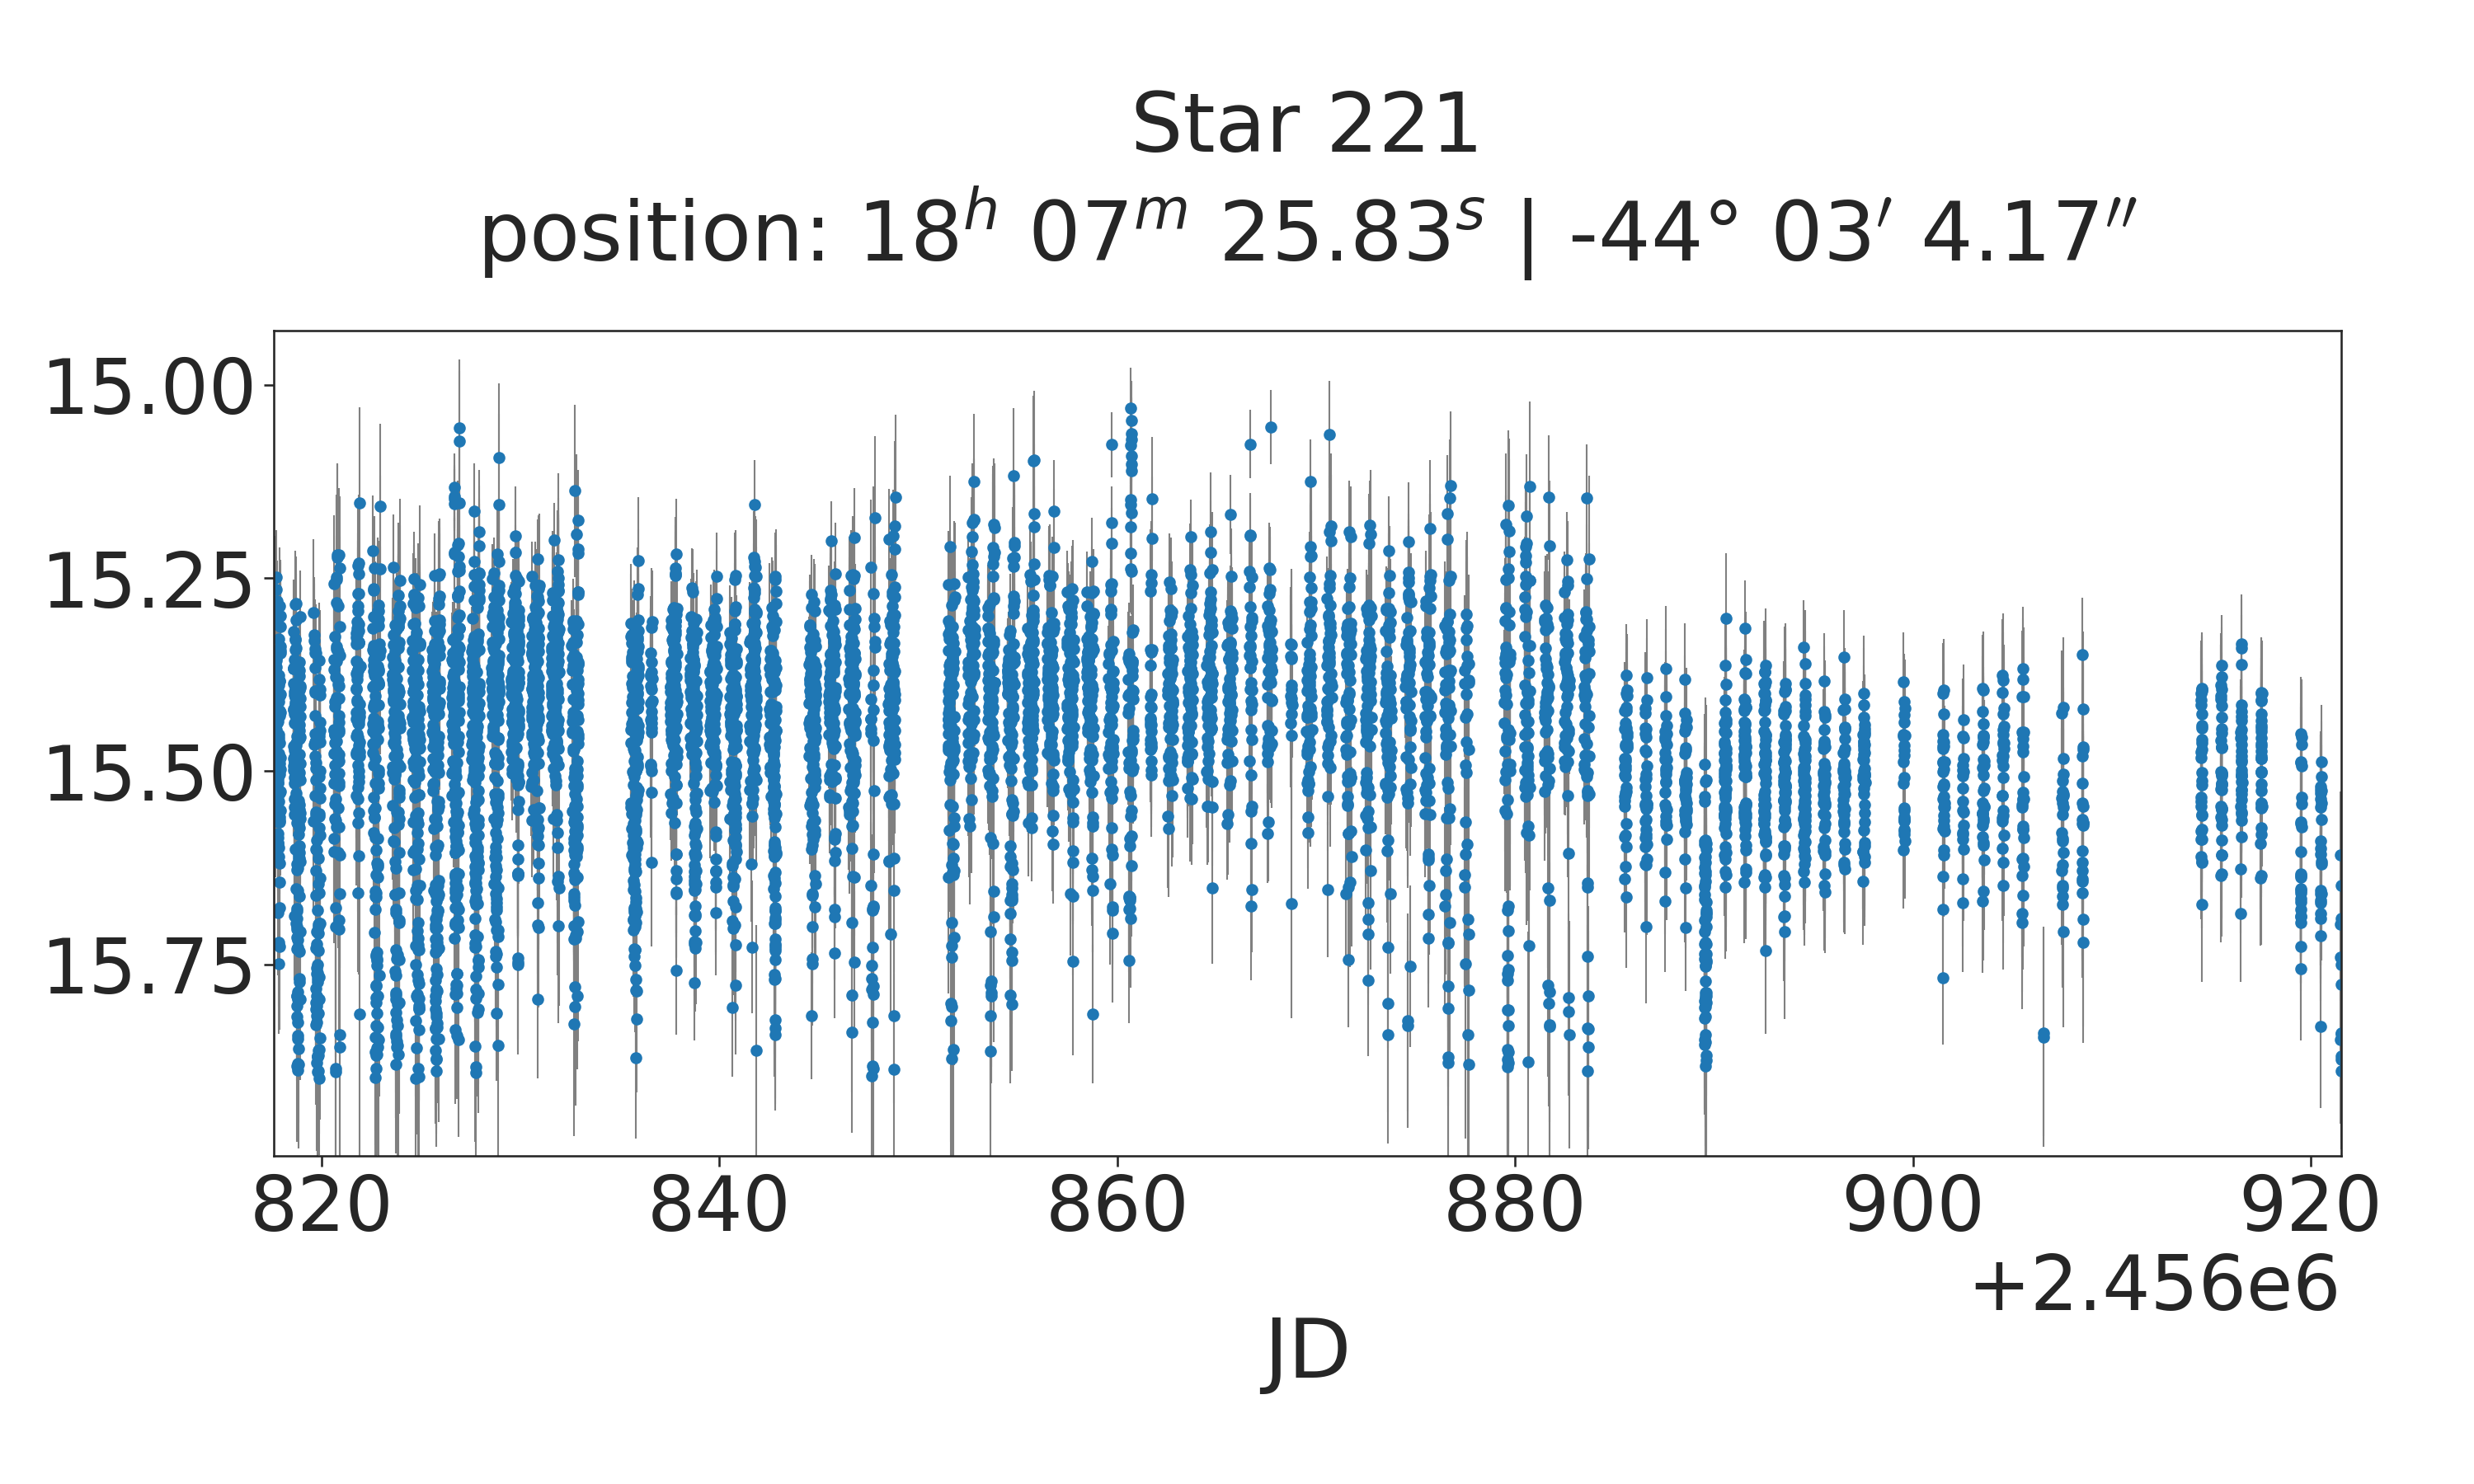 Star 221
position: 18ʰ 07ᵐ 25.83ˢ | -44° 03′ 4.17″
15.00
15.25
15.50
15.75
820 840 860 880 900 920
+2.456e6
JD